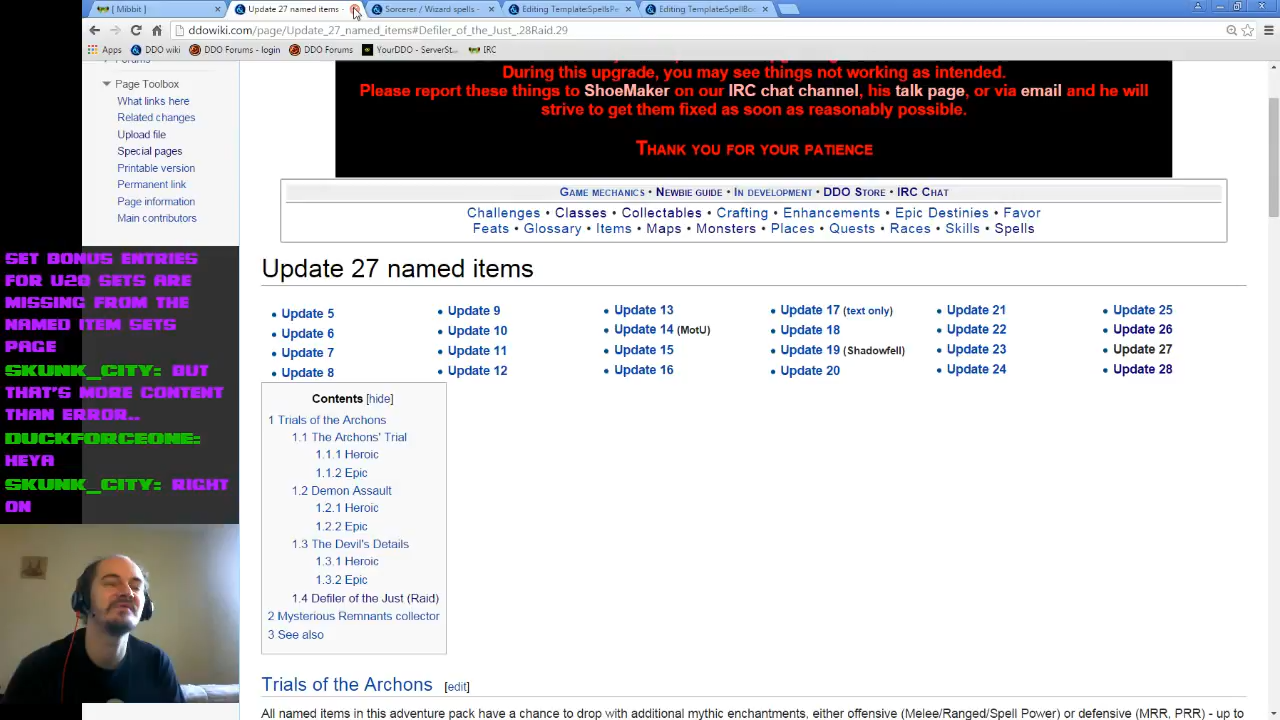 [ Mibbit ]
Update 27 named items -
Sorcerer / Wizard spells -
Editing Template:SpellsPe
Editing Template:SpellBo
ddowiki.com/page/Update_27_named_items#Defiler_of_the_Just_.28Raid.29
Apps
DDO wiki
DDO Forums - login
DDO Forums
YourDDO - ServerSt...
IRC
Forums
Page Toolbox
What links here
Related changes
Upload file
Special pages
Printable version
Permanent link
Page information
Main contributors
During this upgrade, you may see things not working as intended.
Please report these things to ShoeMaker on our IRC chat channel, his talk page, or via email and he will
strive to get them fixed as soon as reasonably possible.
Thank you for your patience
Game mechanics • Newbie guide • In development • DDO Store • IRC Chat
Challenges • Classes • Collectables • Crafting • Enhancements • Epic Destinies • Favor
Feats • Glossary • Items • Maps • Monsters • Places • Quests • Races • Skills • Spells
Update 27 named items
Update 5
Update 6
Update 7
Update 8
Update 9
Update 10
Update 11
Update 12
Update 13
Update 14 (MotU)
Update 15
Update 16
Update 17 (text only)
Update 18
Update 19 (Shadowfell)
Update 20
Update 21
Update 22
Update 23
Update 24
Update 25
Update 26
Update 27
Update 28
Contents [hide]
1 Trials of the Archons
1.1 The Archons' Trial
1.1.1 Heroic
1.1.2 Epic
1.2 Demon Assault
1.2.1 Heroic
1.2.2 Epic
1.3 The Devil's Details
1.3.1 Heroic
1.3.2 Epic
1.4 Defiler of the Just (Raid)
2 Mysterious Remnants collector
3 See also
Trials of the Archons [edit]
All named items in this adventure pack have a chance to drop with additional mythic enchantments, either offensive (Melee/Ranged/Spell Power) or defensive (MRR, PRR) - up to
SET BONUS ENTRIES
FOR U20 SETS ARE
MISSING FROM THE
NAMED ITEM SETS
PAGE
SKUNK_CITY: BUT
THAT'S MORE CONTENT
THAN ERROR..
DUCKFORCEONE:
HEYA
SKUNK_CITY: RIGHT
ON